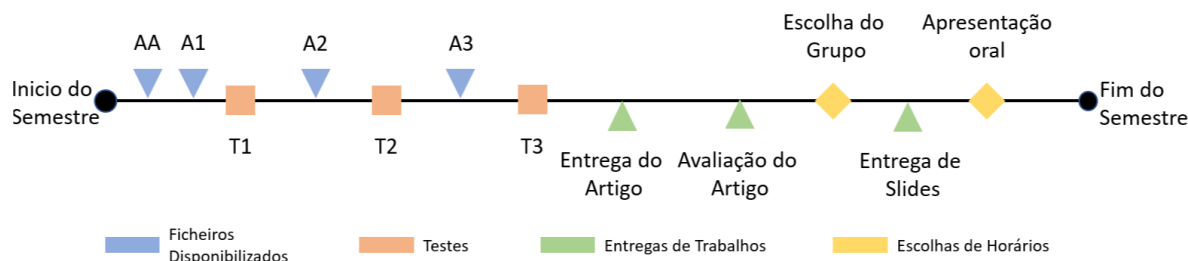 Escolha do
Grupo
Apresentação
oral
AA
A1
A2
A3
Inicio do
Semestre
Fim do
Semestre
T1
T2
T3
Entrega do
Artigo
Avaliação do
Artigo
Entrega de
Slides
Ficheiros
Disponibilizados
Testes
Entregas de Trabalhos
Escolhas de Horários